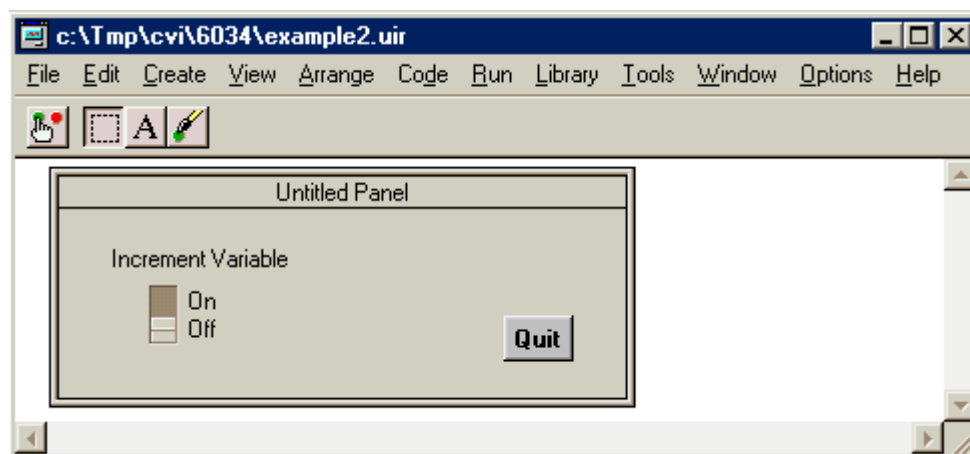 c:\Tmp\cvi\6034\example2.uir
File Edit Create View Arrange Code Run Library Tools Window Options Help
A
Untitled Panel
Increment Variable
On
Off
Quit